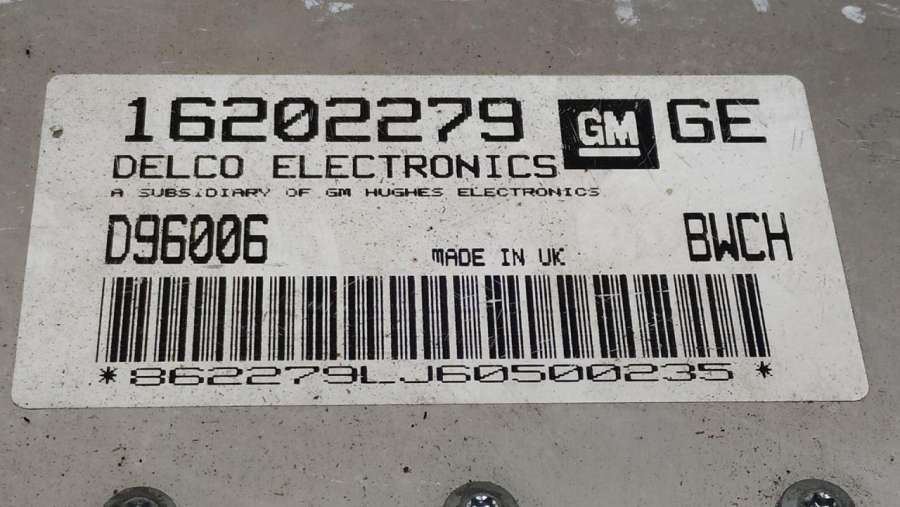 16202279 GM GE
DELCO ELECTRONICS
A SUBSIDIARY OF GM HUGHES ELECTRONICS
D96006 MADE IN UK BWCH
*862279LJ60500235*